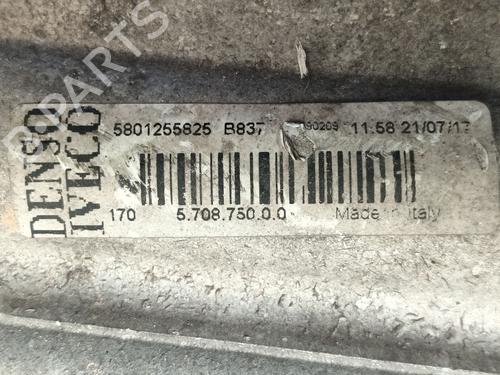 B-PARTS
DENSO
IVECO
5801255825 B837 90209 11:58 21/07/17
170 5.708.750.0.0 Made in Italy